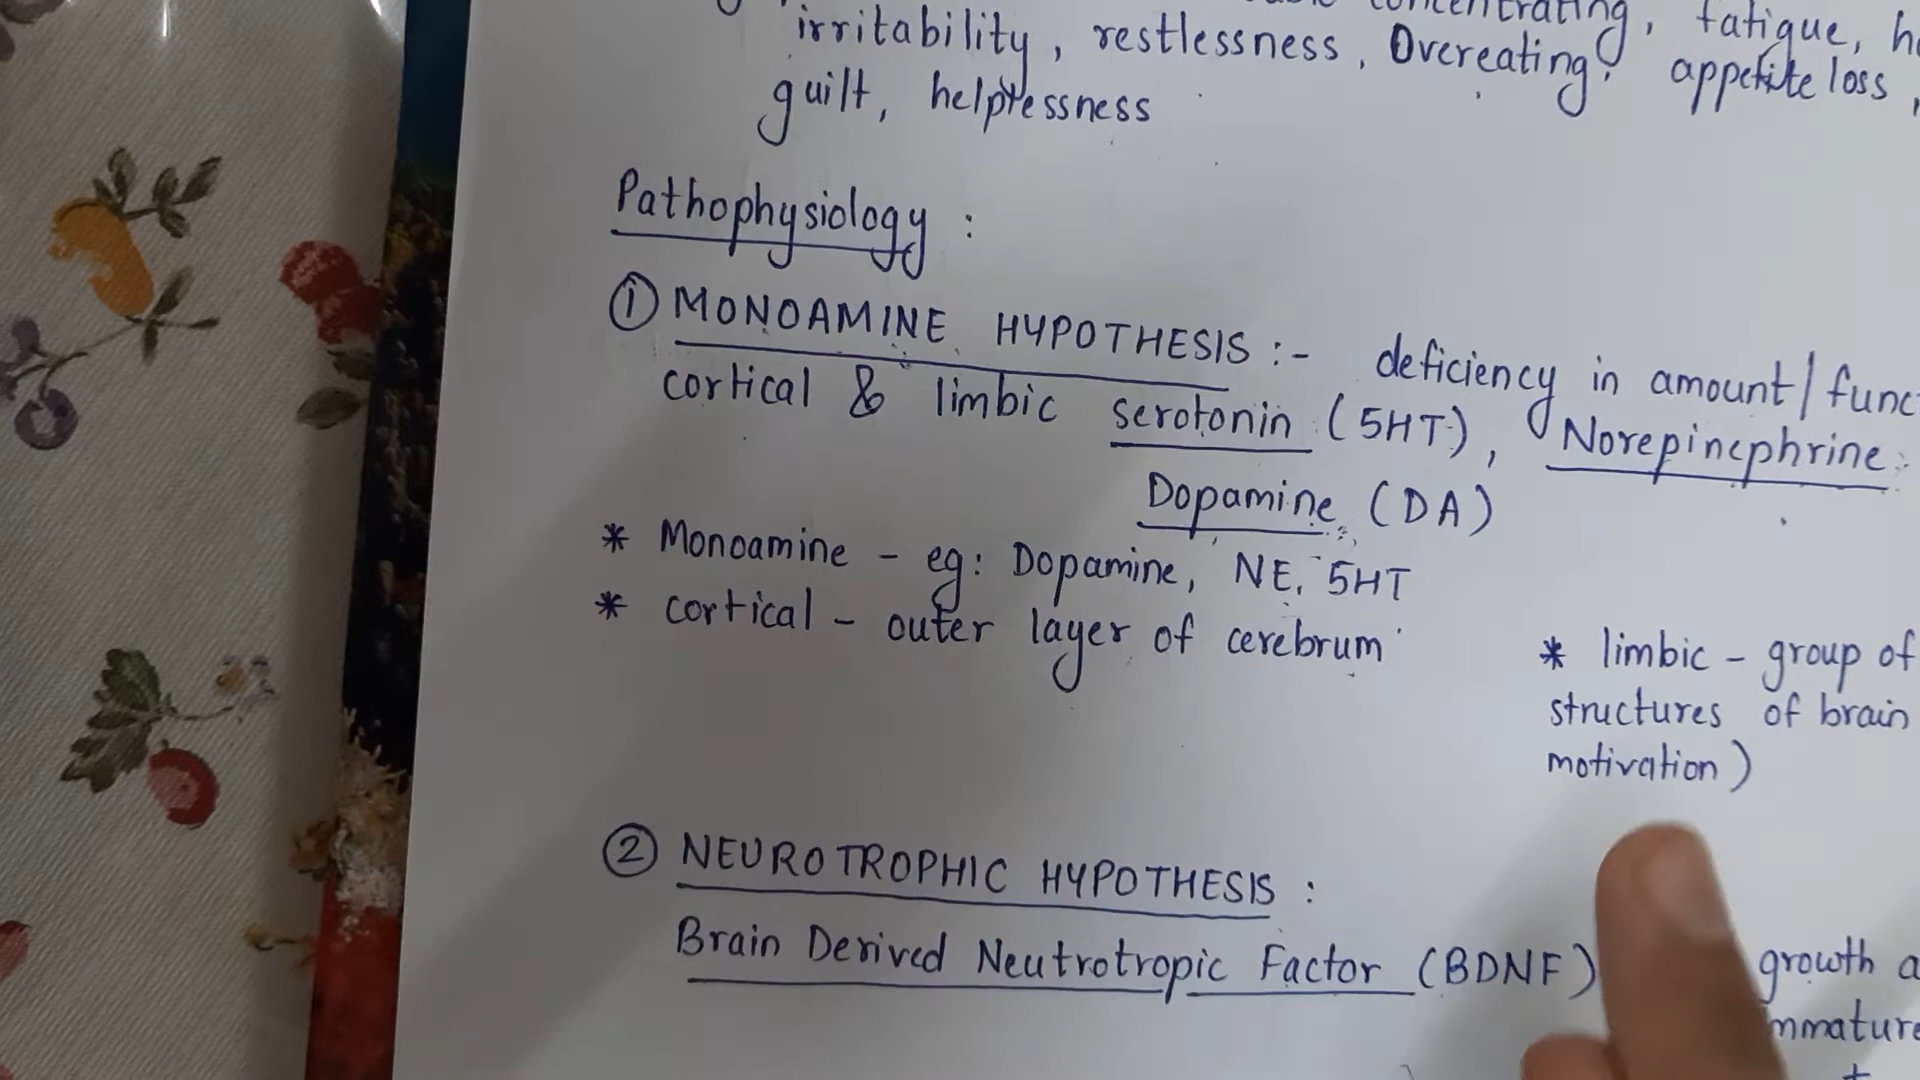 concentrating, fatigue,
irritability, restlessness, Overeating, appetite loss,
guilt, helplessness
Pathophysiology :
① MONOAMINE HYPOTHESIS :- deficiency in amount/
cortical & limbic serotonin (5HT), Norepinephrine
Dopamine (DA)
* Monoamine - eg: Dopamine, NE, 5HT
* cortical - outer layer of cerebrum
* limbic - group of
structures of brain
motivation)
② NEUROTROPHIC HYPOTHESIS :
Brain Derived Neutrotropic Factor (BDNF) growth